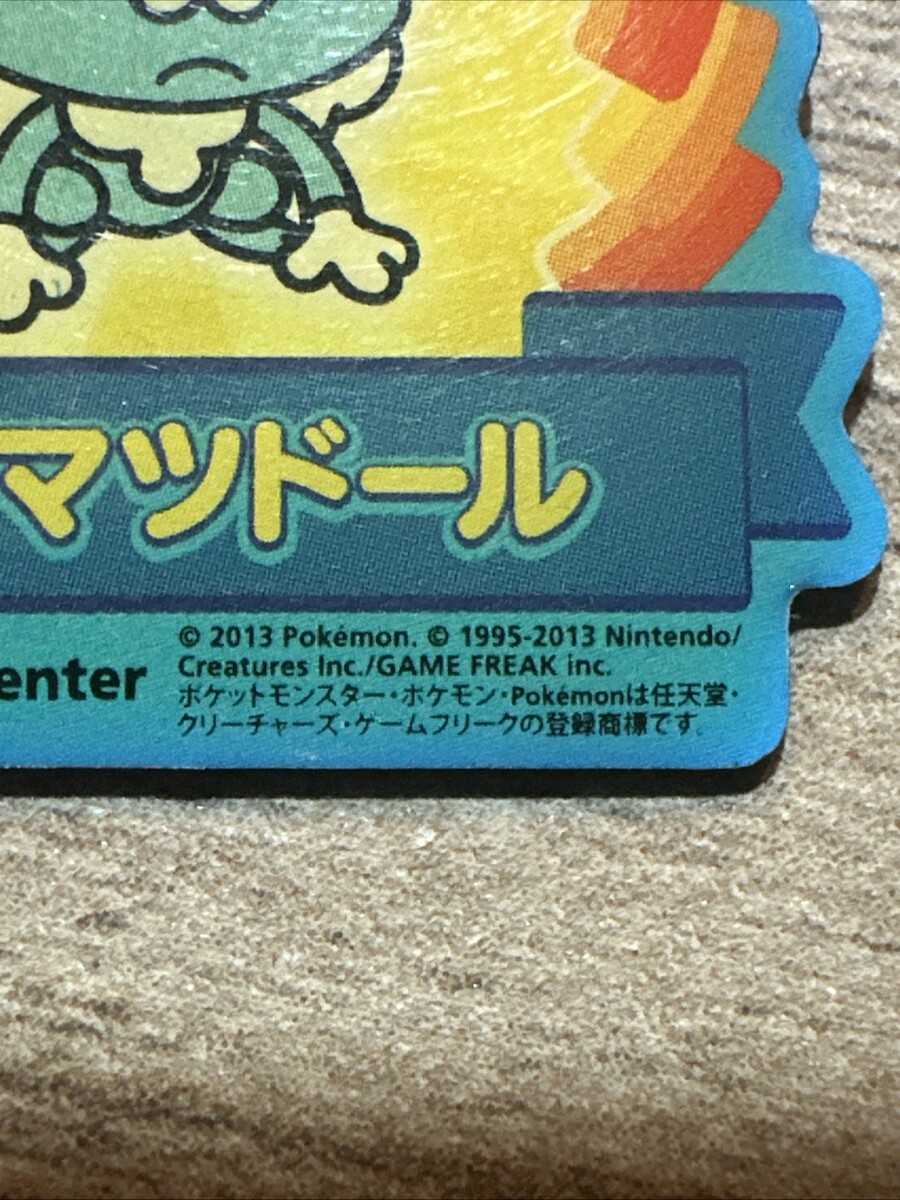 マツドール
enter
© 2013 Pokémon. © 1995-2013 Nintendo/
Creatures Inc./GAME FREAK inc.
ポケットモンスター・ポケモン・Pokémonは任天堂・
クリーチャーズ・ゲームフリークの登録商標です。